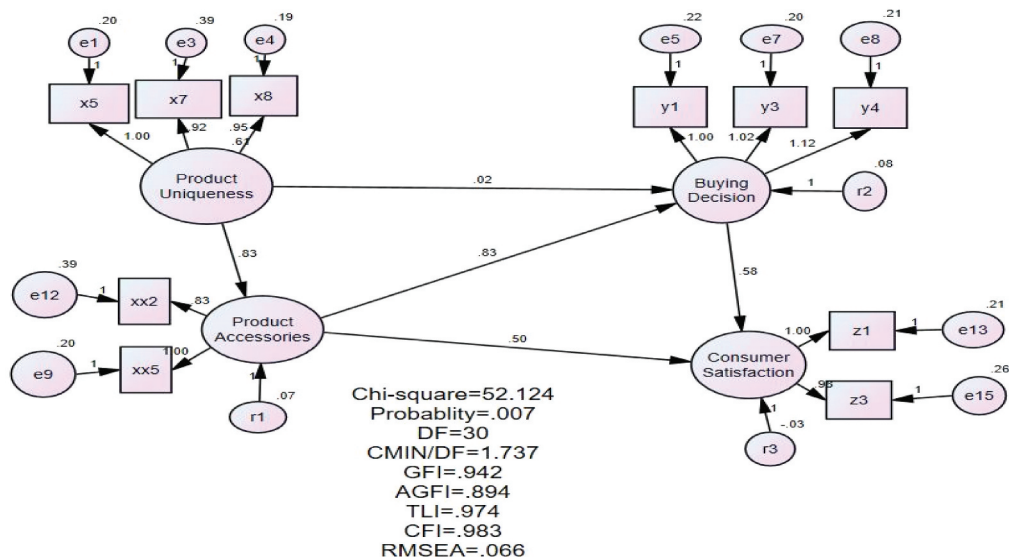 .20
.39
.19
e1
e3
e4
1
1
1
x5
x7
x8
1.00
.92
.95
.61
Product
Uniqueness
.22
.20
.21
e5
e7
e8
1
1
1
y1
y3
y4
1.00
1.02
1.12
Buying
Decision
.08
1
r2
.02
.83
.83
.58
.39
e12
1
xx2
.83
.20
e9
1
xx5
1.00
Product
Accessories
1
.07
r1
.50
Consumer
Satisfaction
1.00
z1
1
.21
e13
z3
1
.26
e15
1
-.03
r3
Chi-square=52.124
Probablity=.007
DF=30
CMIN/DF=1.737
GFI=.942
AGFI=.894
TLI=.974
CFI=.983
RMSEA=.066